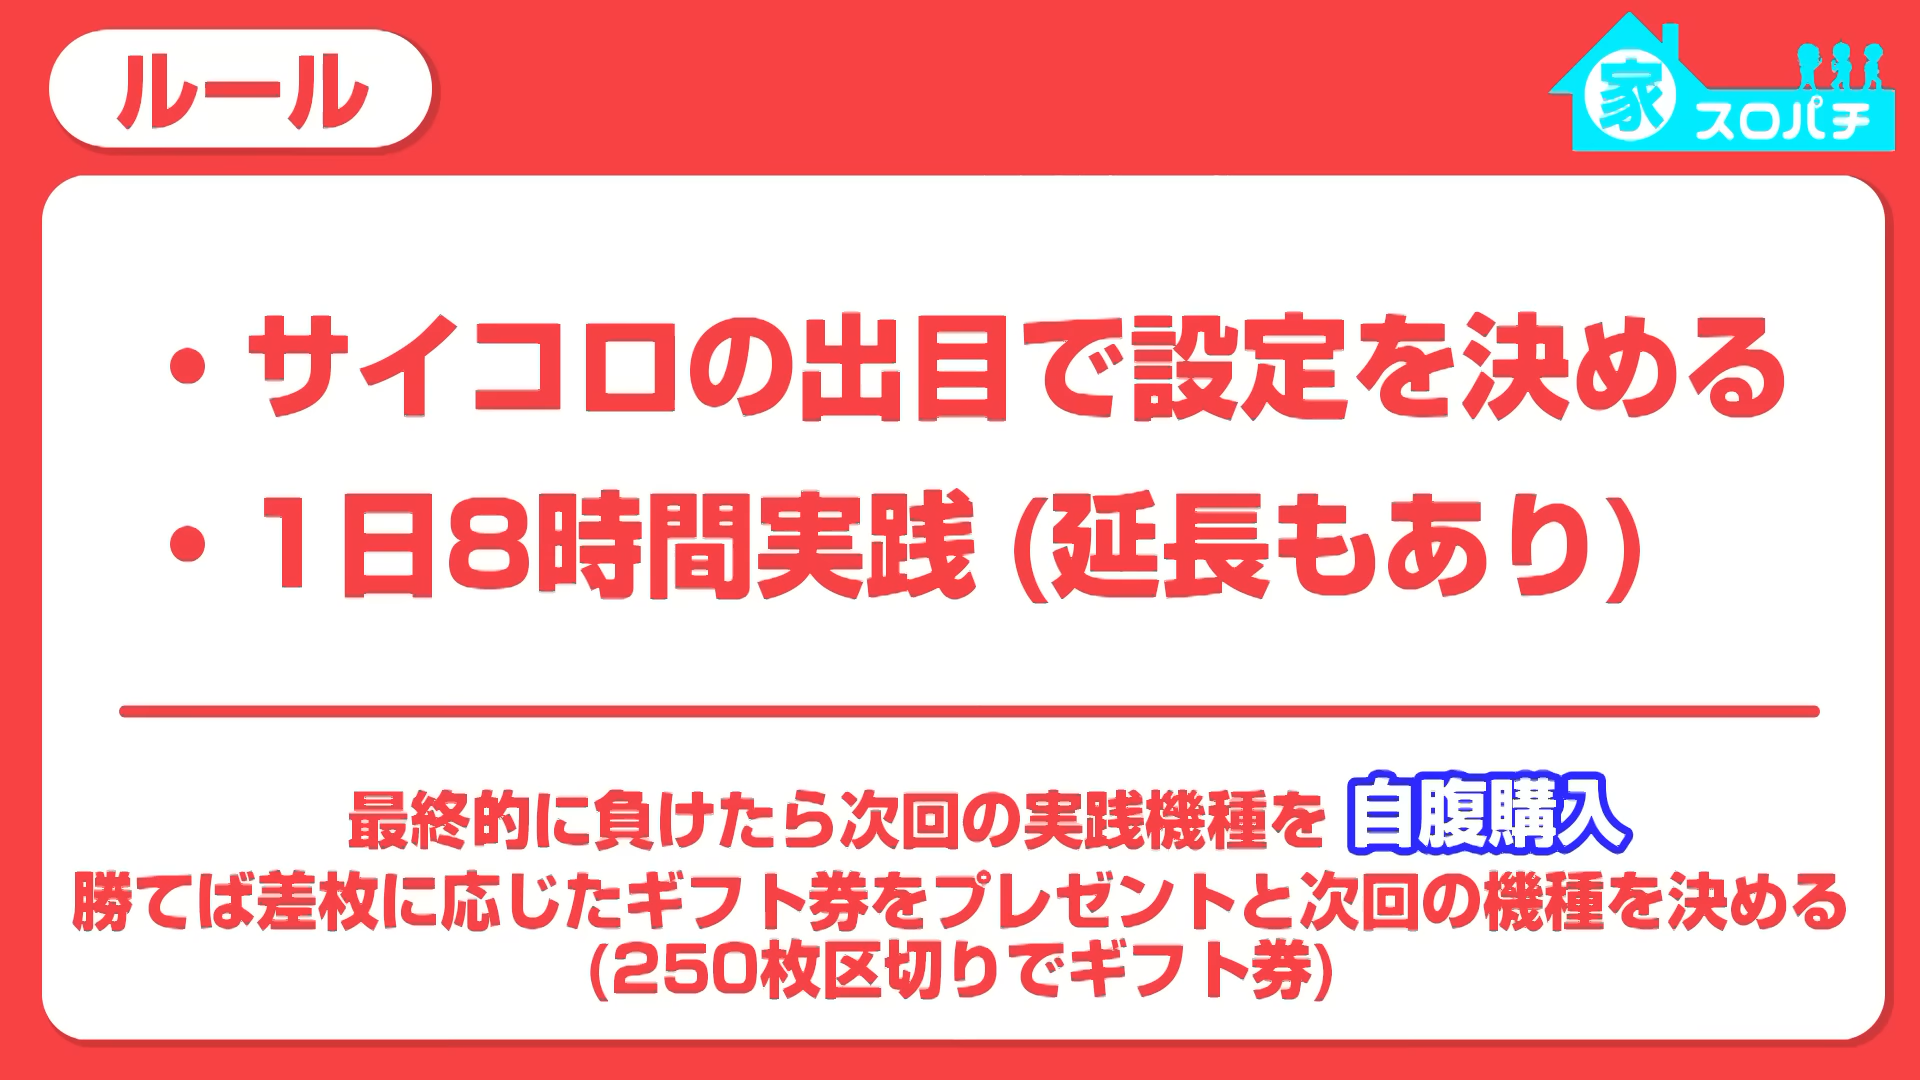 ルール
家スロパチ
・サイコロの出目で設定を決める
・1日8時間実践 (延長もあり)
最終的に負けたら次回の実践機種を 自腹購入
勝てば差枚に応じたギフト券をプレゼントと次回の機種を決める
(250枚区切りでギフト券)